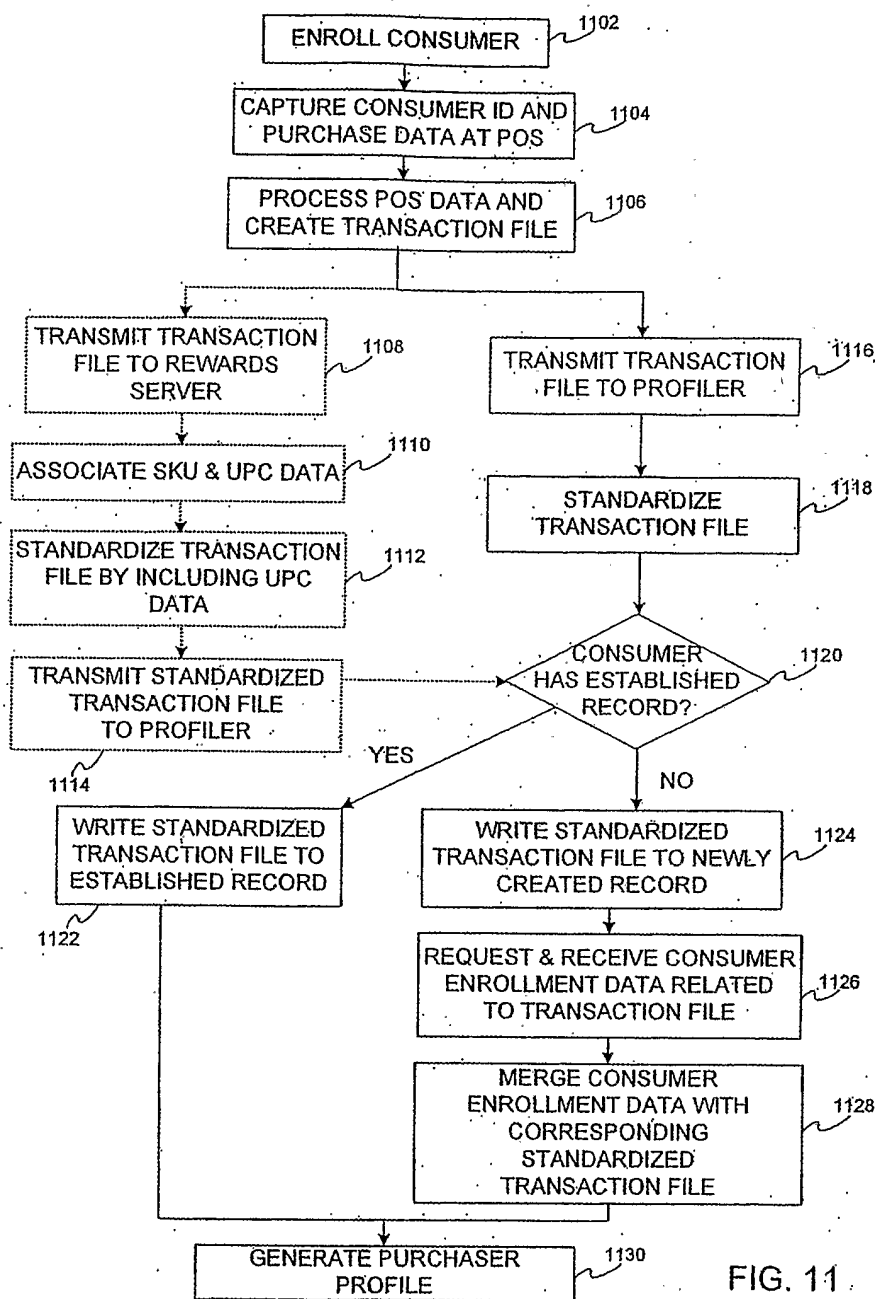 ENROLL CONSUMER
1102
CAPTURE CONSUMER ID AND
PURCHASE DATA AT POS
1104
PROCESS POS DATA AND
CREATE TRANSACTION FILE
1106
TRANSMIT TRANSACTION
FILE TO REWARDS
SERVER
1108
ASSOCIATE SKU & UPC DATA
1110
STANDARDIZE TRANSACTION
FILE BY INCLUDING UPC
DATA
1112
TRANSMIT STANDARDIZED
TRANSACTION FILE
TO PROFILER
1114
TRANSMIT TRANSACTION
FILE TO PROFILER
1116
STANDARDIZE
TRANSACTION FILE
1118
CONSUMER
HAS ESTABLISHED
RECORD?
1120
YES
NO
WRITE STANDARDIZED
TRANSACTION FILE TO
ESTABLISHED RECORD
1122
WRITE STANDARDIZED
TRANSACTION FILE TO NEWLY
CREATED RECORD
1124
REQUEST & RECEIVE CONSUMER
ENROLLMENT DATA RELATED
TO TRANSACTION FILE
1126
MERGE CONSUMER
ENROLLMENT DATA WITH
CORRESPONDING
STANDARDIZED
TRANSACTION FILE
1128
GENERATE PURCHASER
PROFILE
1130
FIG. 11